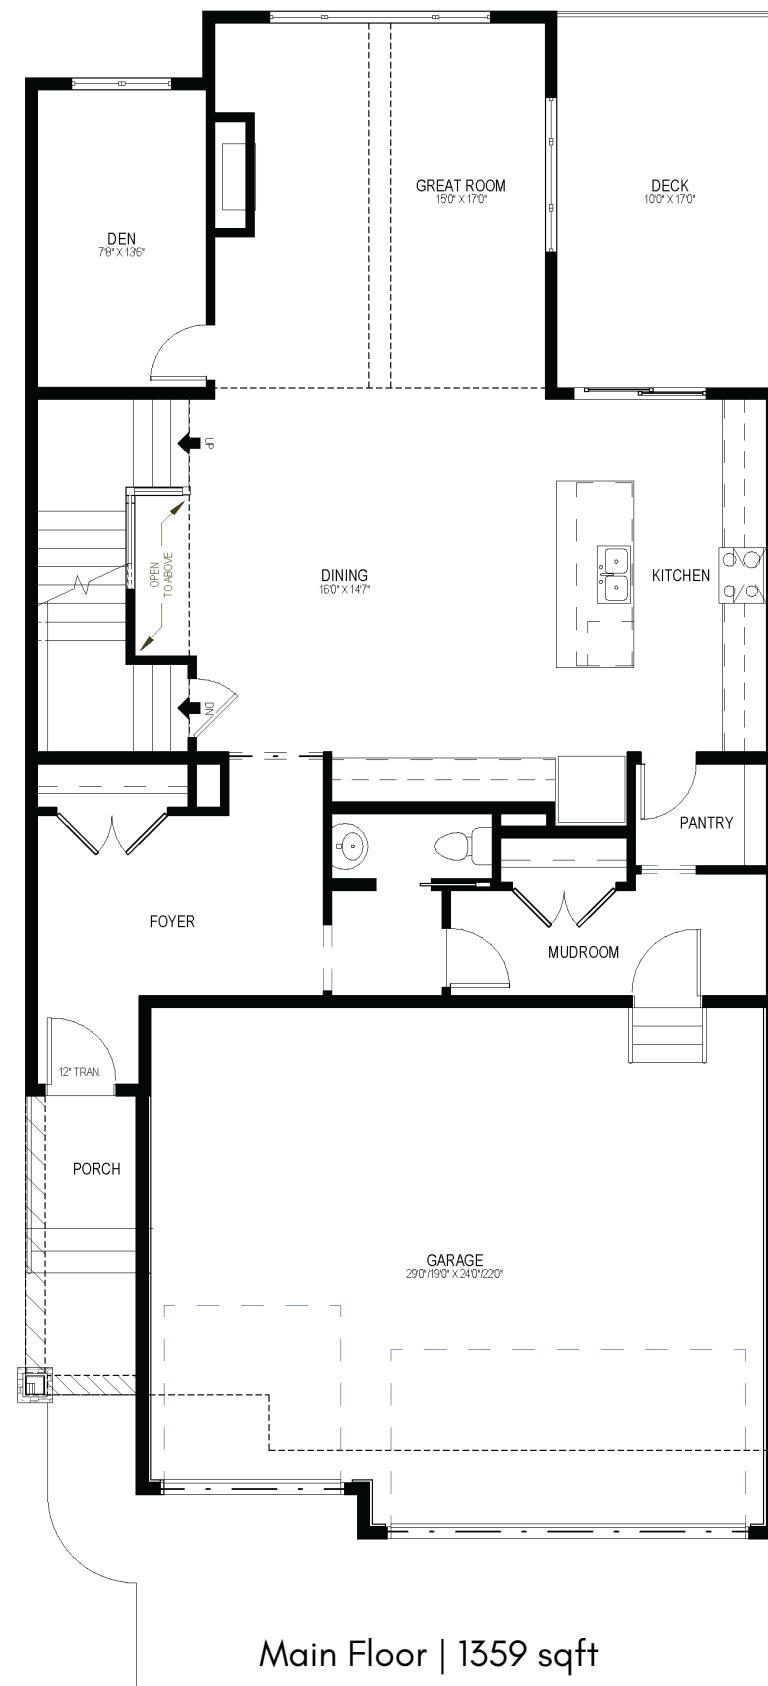 GREAT ROOM
15'0" X 17'0"
DECK
10'0" X 17'0"
DEN
7'8" X 13'6"
UP
OPEN
TO ABOVE
DINING
16'0" X 14'7"
KITCHEN
DN.
PANTRY
FOYER
MUDROOM
12" TRAN.
PORCH
GARAGE
29'0"/19'0" X 24'0"/22'0"
Main Floor | 1359 sqft